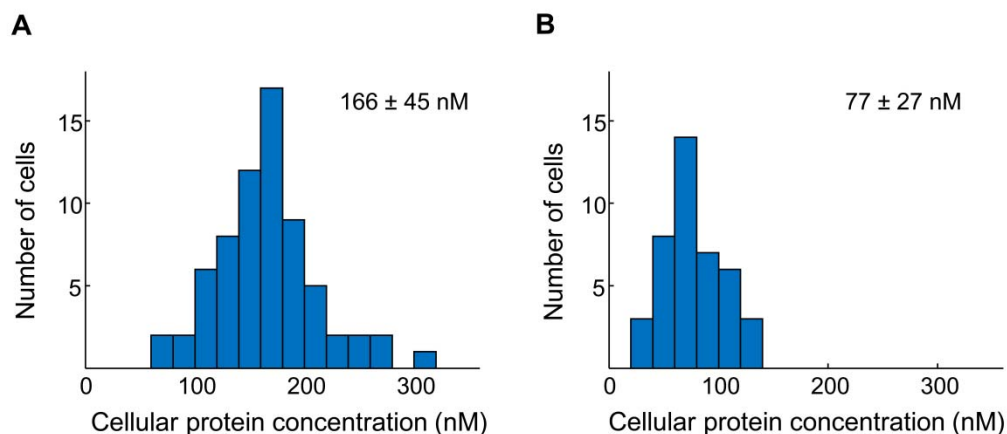 A
166 ± 45 nM
Number of cells
15
10
5
0
100
200
300
Cellular protein concentration (nM)
B
77 ± 27 nM
Number of cells
15
10
5
0
100
200
300
Cellular protein concentration (nM)